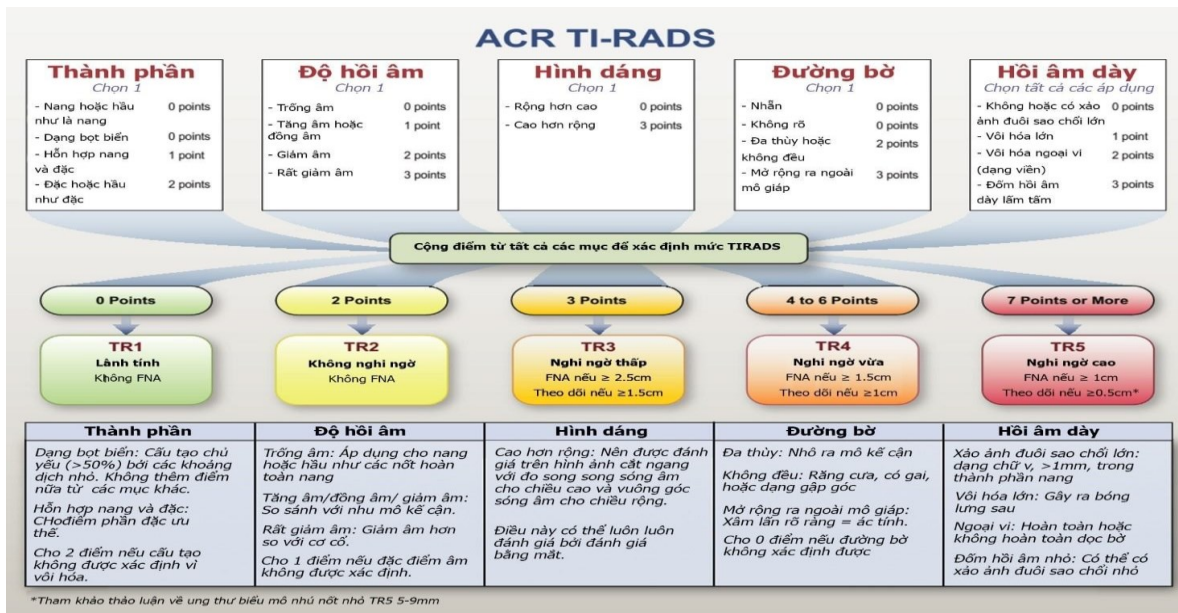 ACR TI-RADS
Thành phần
Chọn 1
- Nang hoặc hầu 0 points
như là nang
- Dạng bọt biển 0 points
- Hỗn hợp nang 1 point
và đặc
- Đặc hoặc hầu 2 points
như đặc
Độ hồi âm
Chọn 1
- Trống âm 0 points
- Tăng âm hoặc 1 point
đồng âm
- Giảm âm 2 points
- Rất giảm âm 3 points
Hình dáng
Chọn 1
- Rộng hơn cao 0 points
- Cao hơn rộng 3 points
Đường bờ
Chọn 1
- Nhẵn 0 points
- Không rõ 0 points
- Đa thùy hoặc 2 points
không đều
- Mở rộng ra ngoài 3 points
mô giáp
Hồi âm dày
Chọn tất cả các áp dụng
- Không hoặc có xảo 0 points
ảnh đuôi sao chổi lớn
- Vôi hóa lớn 1 point
- Vôi hóa ngoại vi 2 points
(dạng viền)
- Đốm hồi âm 3 points
dày lấm tấm
Cộng điểm từ tất cả các mục để xác định mức TIRADS
0 Points
2 Points
3 Points
4 to 6 Points
7 Points or More
TR1
Lành tính
Không FNA
TR2
Không nghi ngờ
Không FNA
TR3
Nghi ngờ thấp
FNA nếu ≥ 2.5cm
Theo dõi nếu ≥1.5cm
TR4
Nghi ngờ vừa
FNA nếu ≥ 1.5cm
Theo dõi nếu ≥1cm
TR5
Nghi ngờ cao
FNA nếu ≥ 1cm
Theo dõi nếu ≥0.5cm*
Thành phần
Dạng bọt biển: Cấu tạo chủ
yếu (>50%) bởi các khoảng
dịch nhỏ. Không thêm điểm
nữa từ các mục khác.
Hỗn hợp nang và đặc:
CHođiểm phần đặc ưu
thế.
Cho 2 điểm nếu cấu tạo
không được xác định vì
vôi hóa.
Độ hồi âm
Trống âm: Áp dụng cho nang
hoặc hầu như các nốt hoàn
toàn nang
Tăng âm/đồng âm/ giảm âm:
So sánh với nhu mô kế cận.
Rất giảm âm: Giảm âm hơn
so với cơ cổ.
Cho 1 điểm nếu đặc điểm âm
không được xác định.
Hình dáng
Cao hơn rộng: Nên được đánh
giá trên hình ảnh cắt ngang
với đo song song sóng âm
cho chiều cao và vuông góc
sóng âm cho chiều rộng.
Điều này có thể luôn luôn
đánh giá bởi đánh giá
bằng mắt.
Đường bờ
Đa thùy: Nhô ra mô kế cận
Không đều: Răng cưa, có gai,
hoặc dạng gập góc
Mở rộng ra ngoài mô giáp:
Xâm lấn rõ ràng = ác tính.
Cho 0 điểm nếu đường bờ
không xác định được
Hồi âm dày
Xảo ảnh đuôi sao chổi lớn:
dạng chữ v, >1mm, trong
thành phần nang
Vôi hóa lớn: Gây ra bóng
lưng sau
Ngoại vi: Hoàn toàn hoặc
không hoàn toàn dọc bờ
Đốm hồi âm nhỏ: Có thể có
xảo ảnh đuôi sao chổi nhỏ
*Tham khảo thảo luận về ung thư biểu mô nhú nốt nhỏ TR5 5-9mm